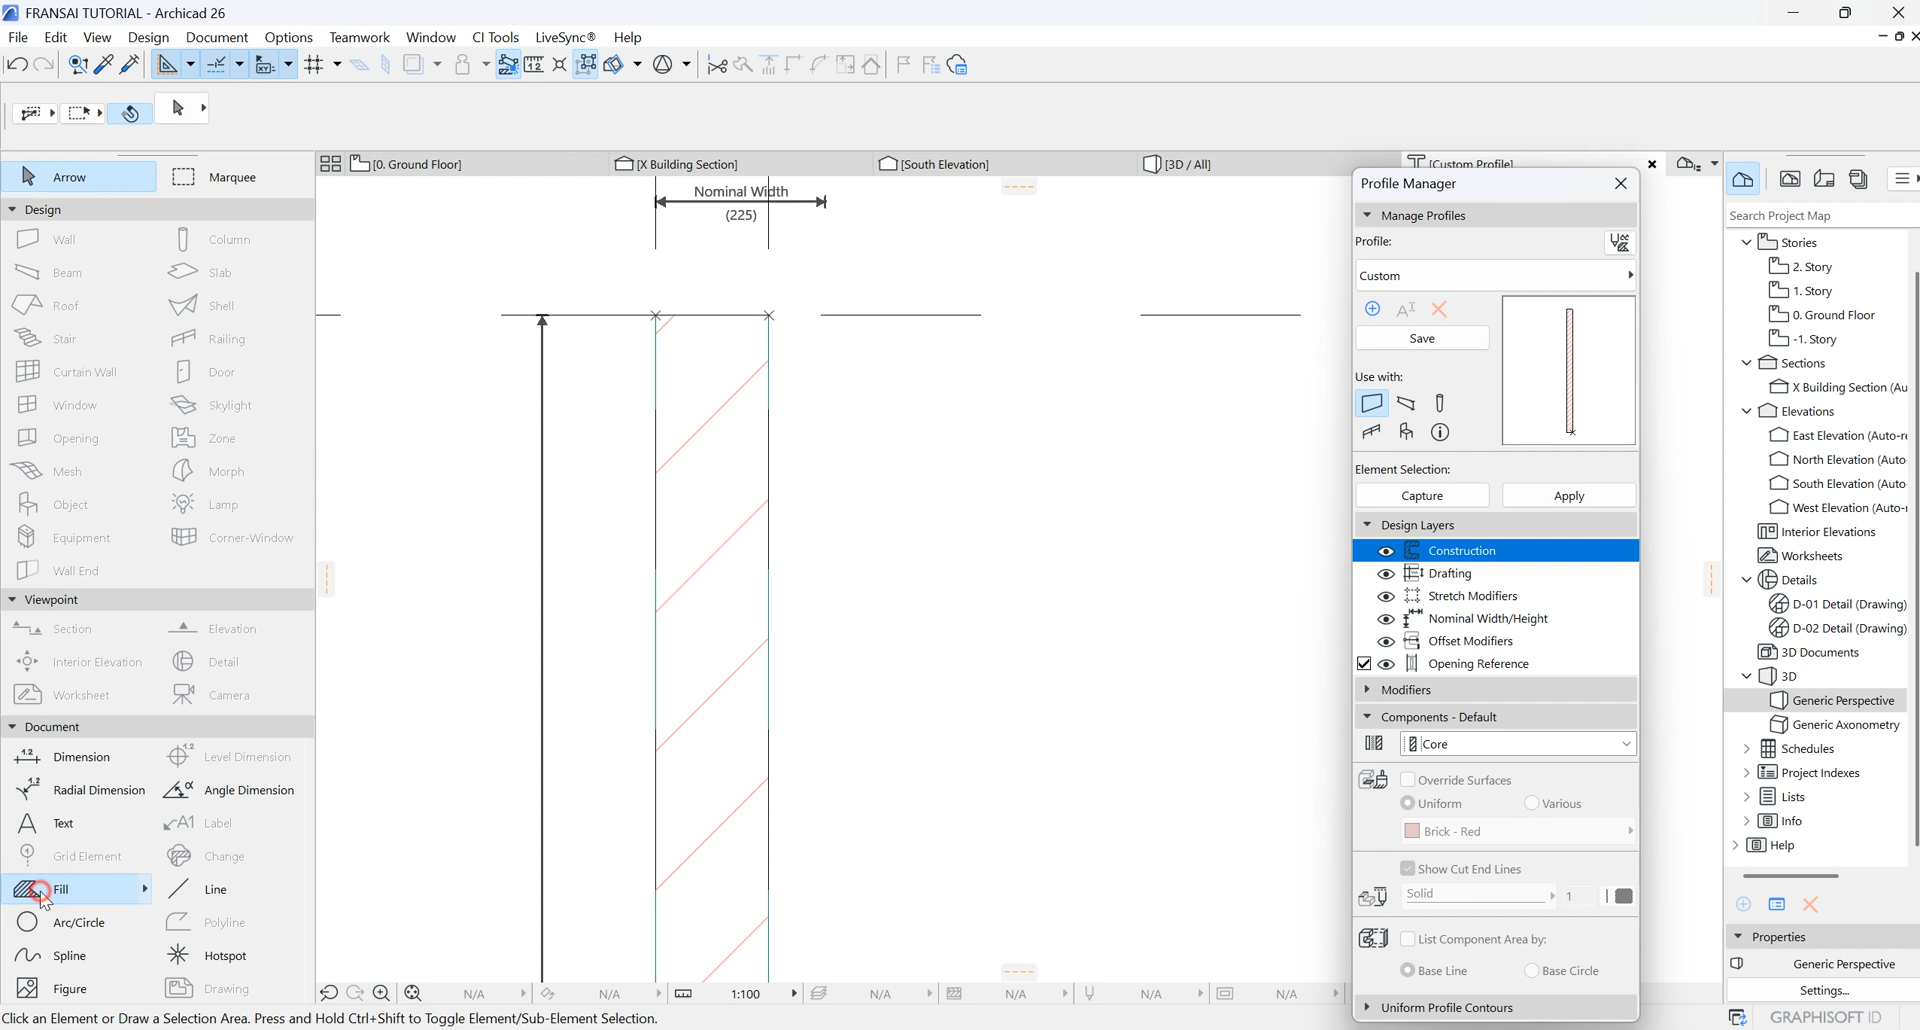 FRANSAI TUTORIAL - Archicad 26
File Edit View Design Document Options Teamwork Window CI Tools LiveSync® Help
[0. Ground Floor] [X Building Section] [South Elevation] [3D / All] [Custom Profile]
Arrow Marquee
Design
Wall Column
Beam Slab
Roof Shell
Stair Railing
Curtain Wall Door
Window Skylight
Opening Zone
Mesh Morph
Object Lamp
Equipment Corner-Window
Wall End
Viewpoint
Section Elevation
Interior Elevation Detail
Worksheet Camera
Document
Dimension Level Dimension
Radial Dimension Angle Dimension
Text Label
Grid Element Change
Fill Line
Arc/Circle Polyline
Spline Hotspot
Figure Drawing
Nominal Width
(225)
Profile Manager
Manage Profiles
Profile:
Custom
Save
Use with:
Element Selection:
Capture Apply
Design Layers
Construction
Drafting
Stretch Modifiers
Nominal Width/Height
Offset Modifiers
Opening Reference
Modifiers
Components - Default
Core
Override Surfaces
Uniform Various
Brick - Red
Show Cut End Lines
Solid 1
List Component Area by:
Base Line Base Circle
Uniform Profile Contours
Search Project Map
Stories
2. Story
1. Story
0. Ground Floor
-1. Story
Sections
X Building Section (Au
Elevations
East Elevation (Auto-re
North Elevation (Auto
South Elevation (Auto
West Elevation (Auto-r
Interior Elevations
Worksheets
Details
D-01 Detail (Drawing)
D-02 Detail (Drawing)
3D Documents
3D
Generic Perspective
Generic Axonometry
Schedules
Project Indexes
Lists
Info
Help
Properties
Generic Perspective
Settings...
N/A N/A 1:100 N/A N/A N/A N/A
Click an Element or Draw a Selection Area. Press and Hold Ctrl+Shift to Toggle Element/Sub-Element Selection.
GRAPHISOFT ID